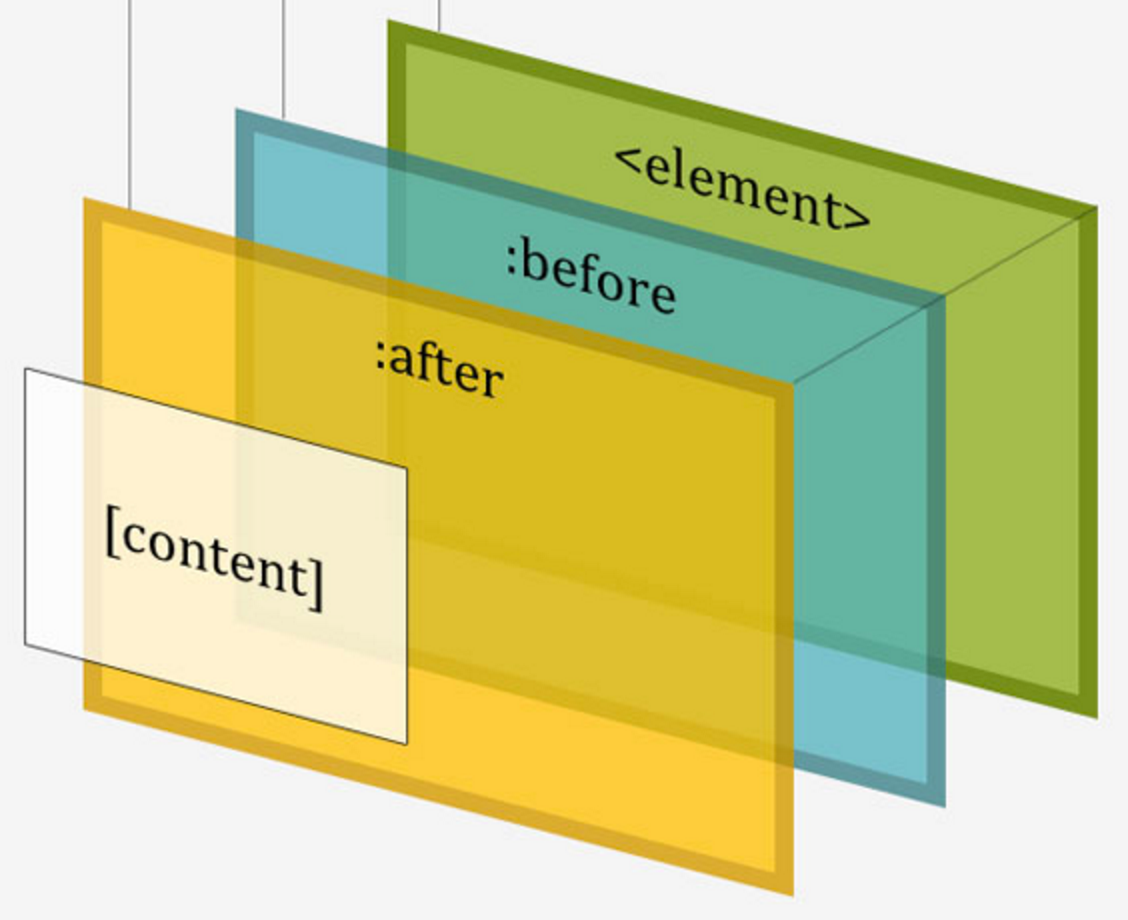 <element>
:before
:after
[content]